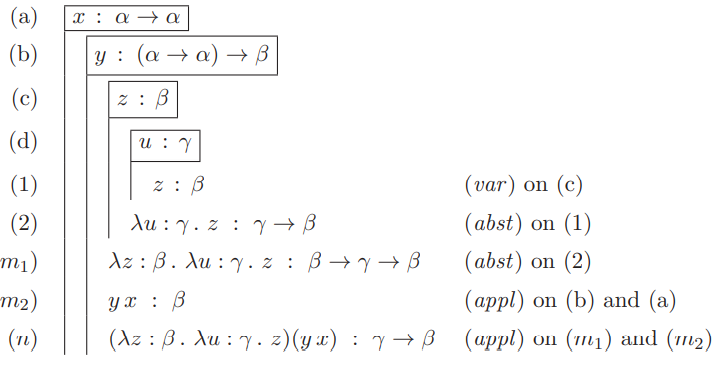 (a) x : α → α
(b) y : (α → α) → β
(c) z : β
(d) u : γ
(1) z : β (var) on (c)
(2) λu : γ . z : γ → β (abst) on (1)
m₁) λz : β . λu : γ . z : β → γ → β (abst) on (2)
m₂) y x : β (appl) on (b) and (a)
(n) (λz : β . λu : γ . z)(y x) : γ → β (appl) on (m₁) and (m₂)